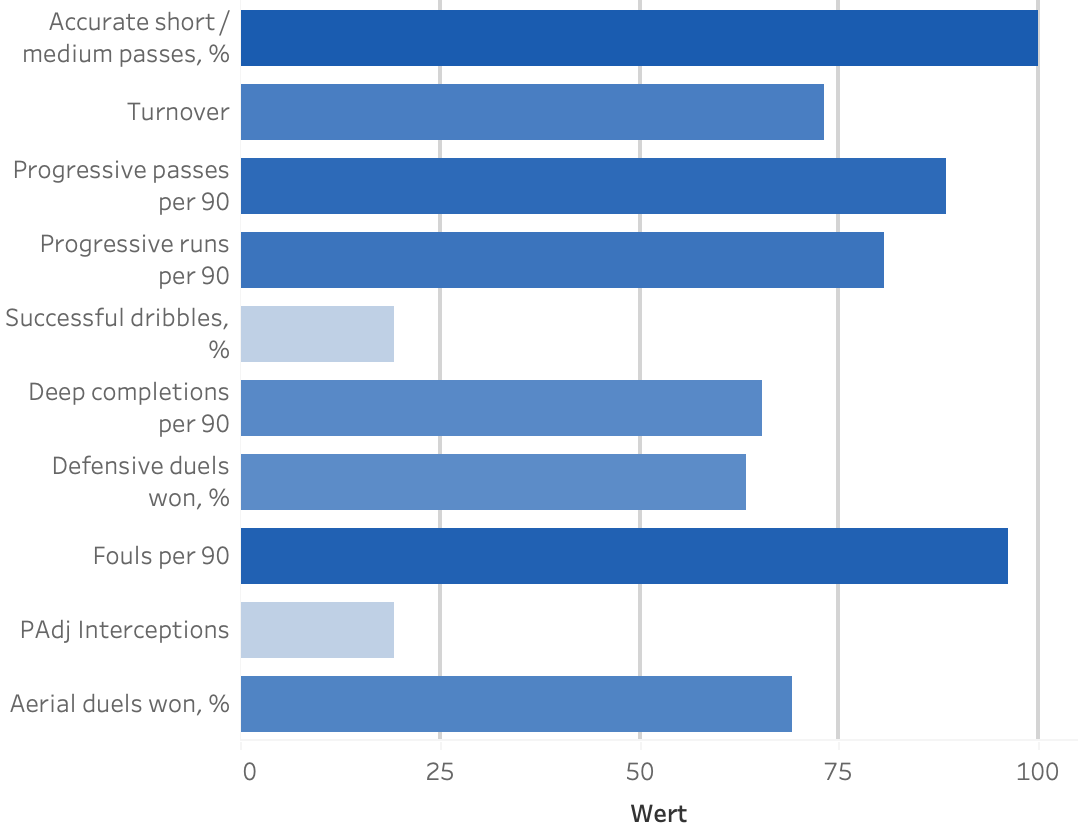 Accurate short /
medium passes, %
Turnover
Progressive passes
per 90
Progressive runs
per 90
Successful dribbles,
%
Deep completions
per 90
Defensive duels
won, %
Fouls per 90
PAdj Interceptions
Aerial duels won, %
0 25 50 75 100
Wert